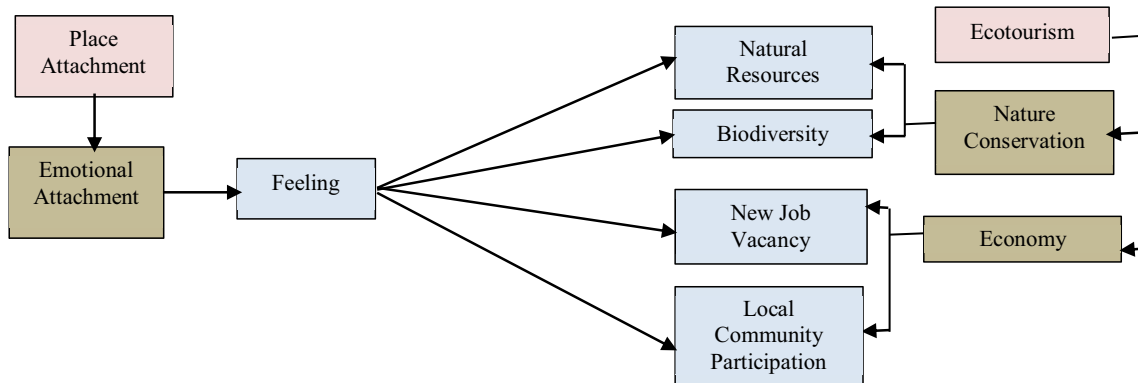 Place
Attachment
Emotional
Attachment
Feeling
Natural
Resources
Biodiversity
New Job
Vacancy
Local
Community
Participation
Ecotourism
Nature
Conservation
Economy